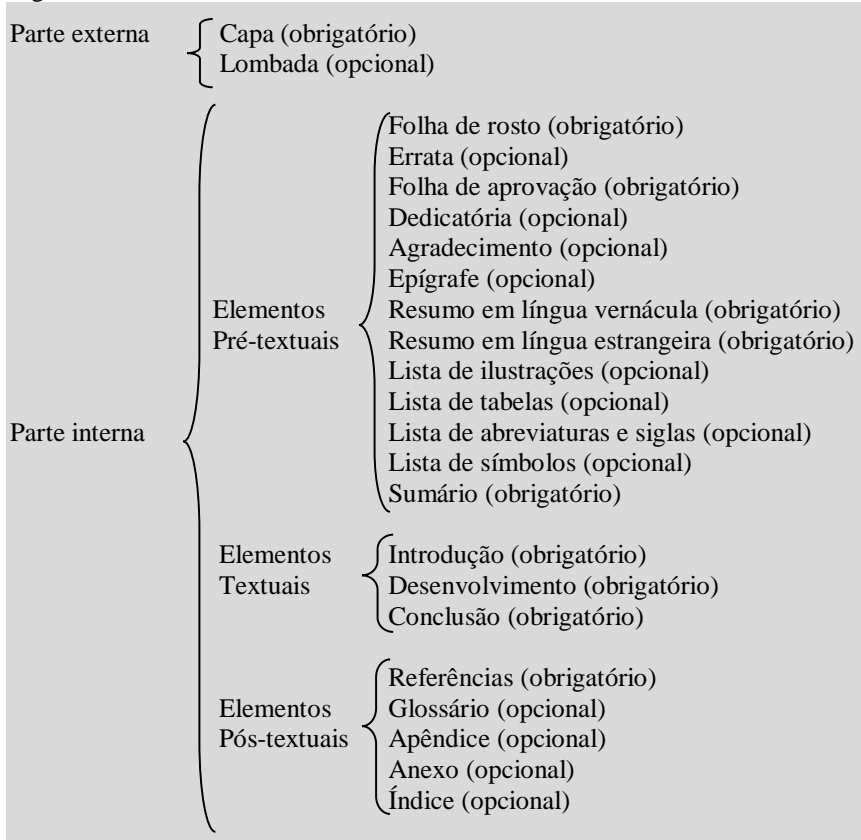 Parte externa
Capa (obrigatório)
Lombada (opcional)
Parte interna
Elementos
Pré-textuais
Folha de rosto (obrigatório)
Errata (opcional)
Folha de aprovação (obrigatório)
Dedicatória (opcional)
Agradecimento (opcional)
Epígrafe (opcional)
Resumo em língua vernácula (obrigatório)
Resumo em língua estrangeira (obrigatório)
Lista de ilustrações (opcional)
Lista de tabelas (opcional)
Lista de abreviaturas e siglas (opcional)
Lista de símbolos (opcional)
Sumário (obrigatório)
Elementos
Textuais
Introdução (obrigatório)
Desenvolvimento (obrigatório)
Conclusão (obrigatório)
Elementos
Pós-textuais
Referências (obrigatório)
Glossário (opcional)
Apêndice (opcional)
Anexo (opcional)
Índice (opcional)